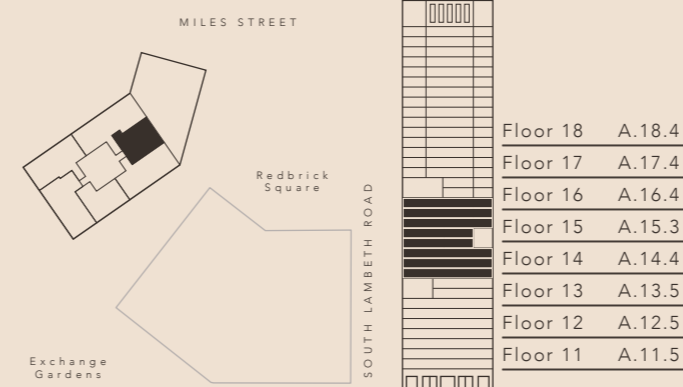 MILES STREET
Redbrick
Square
SOUTH LAMBETH ROAD
Exchange
Gardens
Floor 18 A.18.4
Floor 17 A.17.4
Floor 16 A.16.4
Floor 15 A.15.3
Floor 14 A.14.4
Floor 13 A.13.5
Floor 12 A.12.5
Floor 11 A.11.5